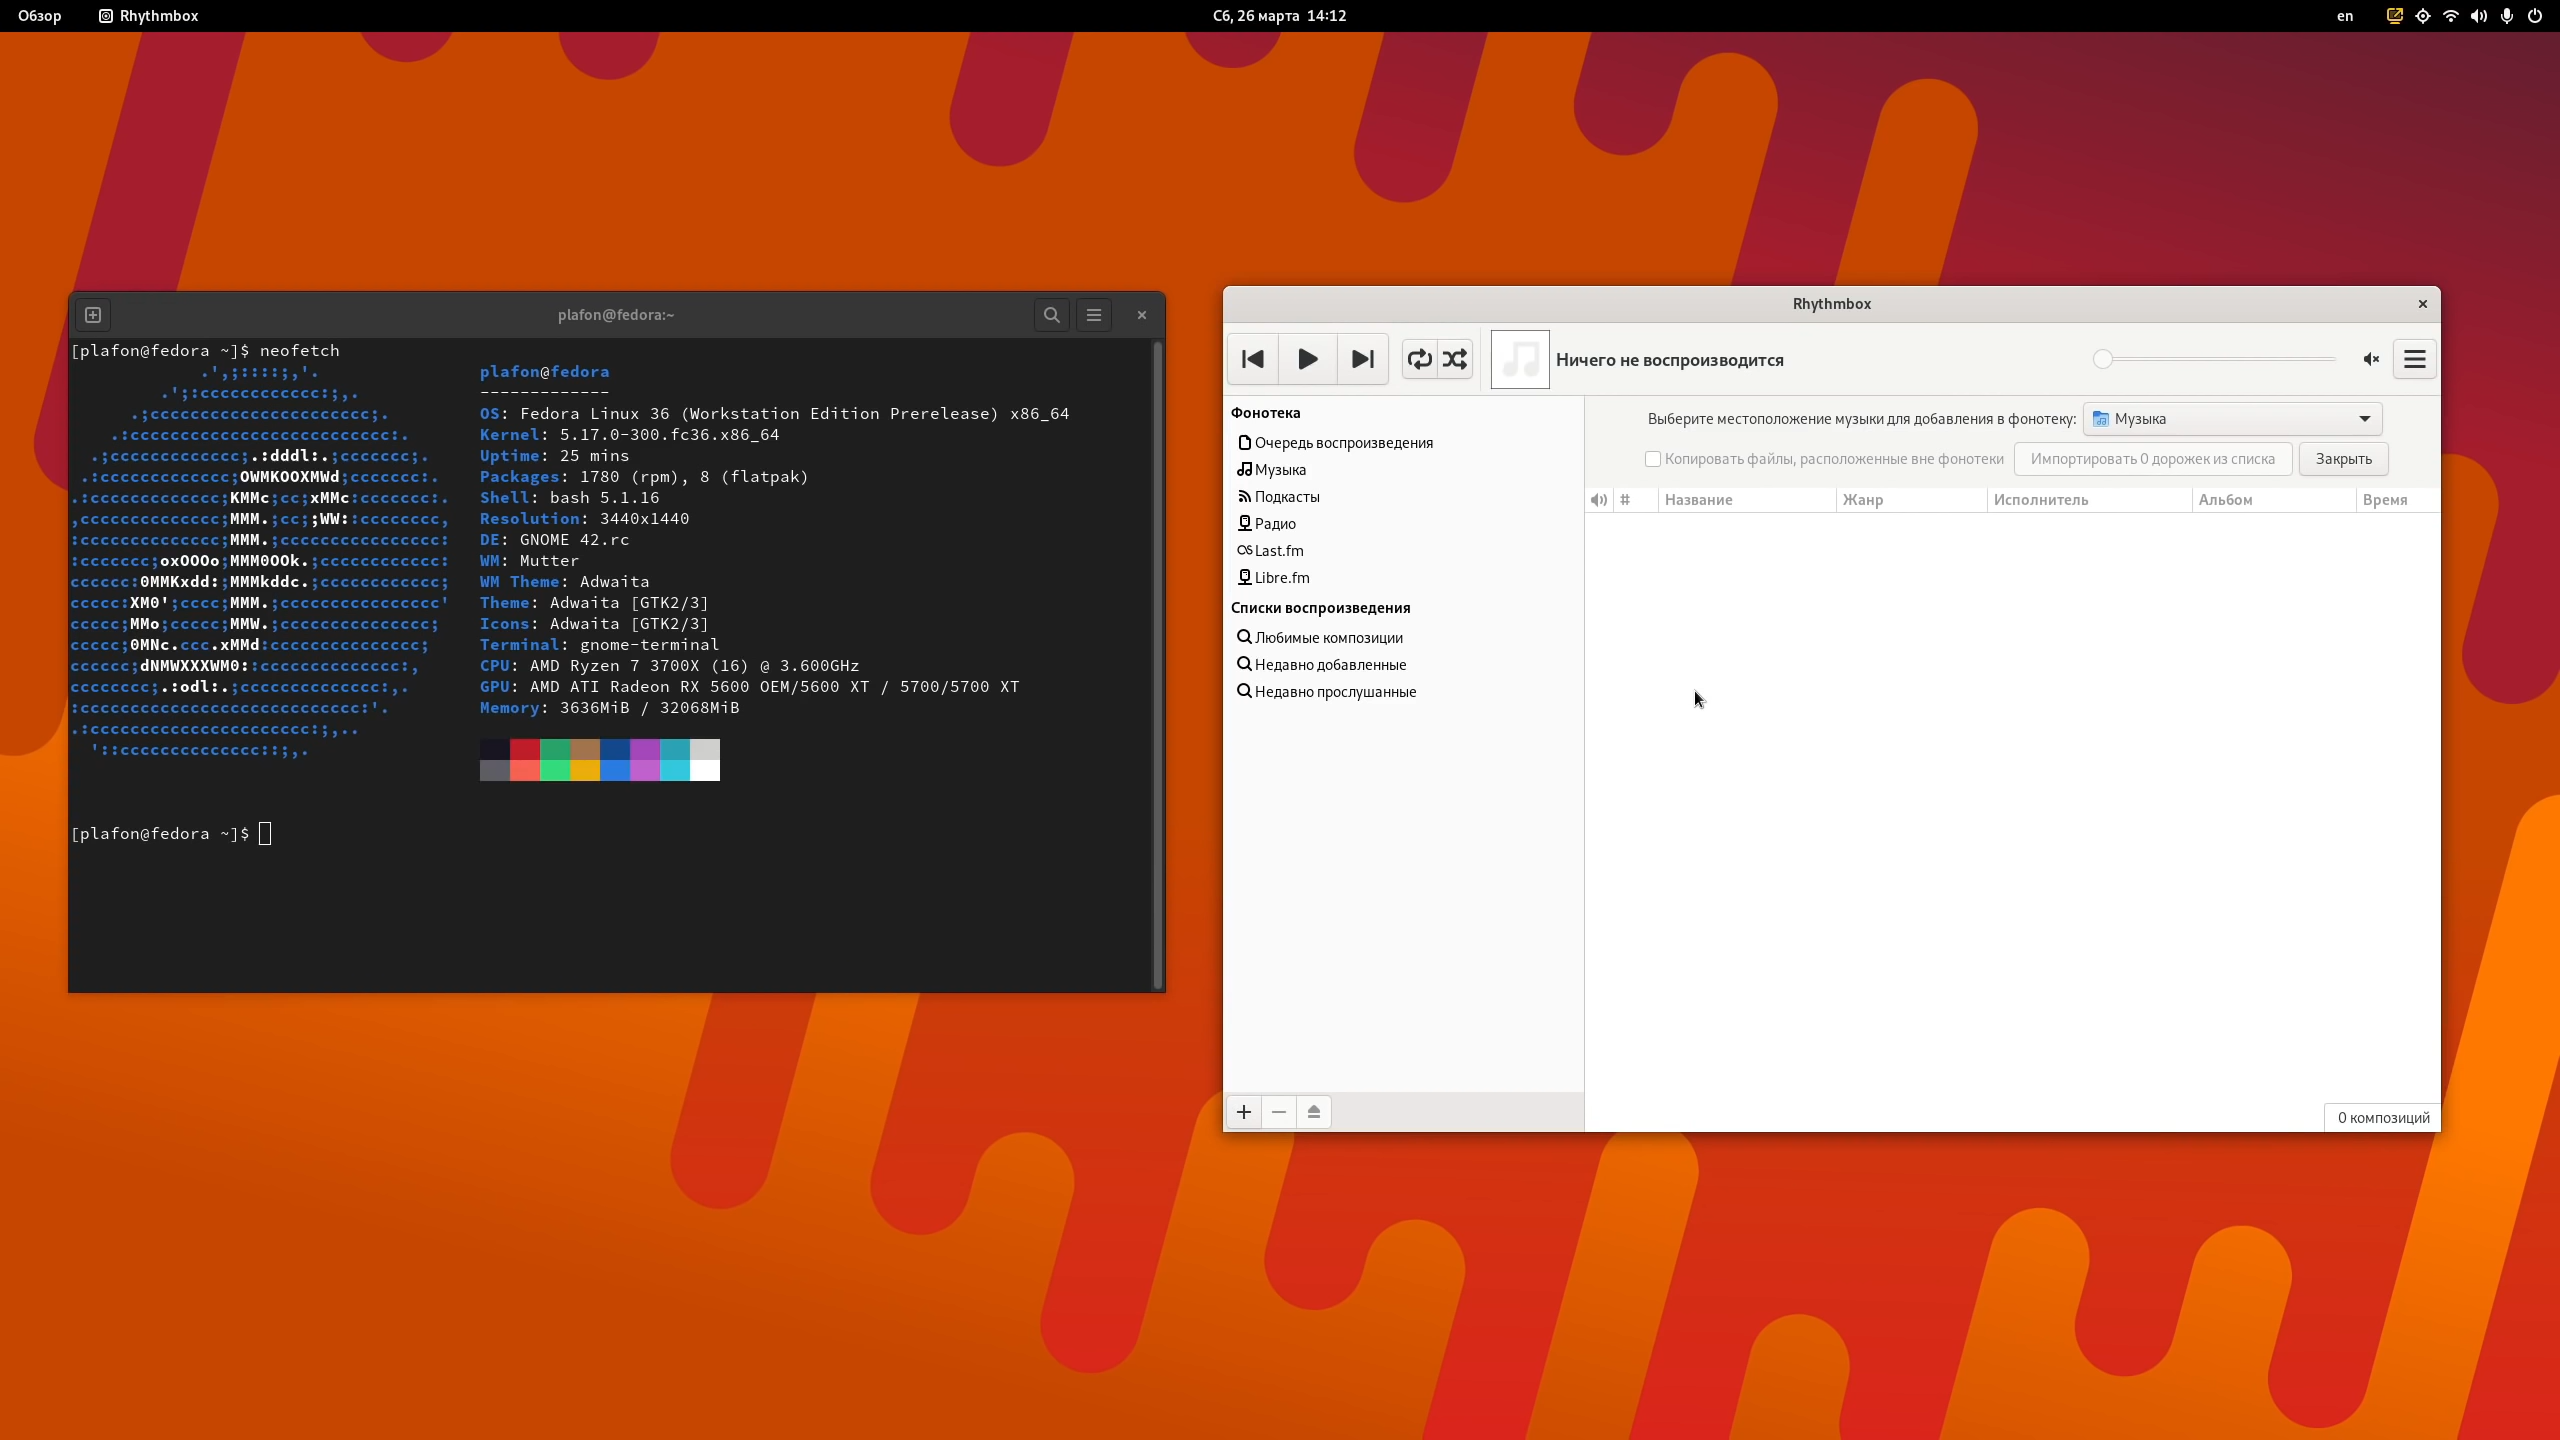 Обзор
Rhythmbox
Сб, 26 марта 14:12
en
plafon@fedora:~
[plafon@fedora ~]$ neofetch
plafon@fedora
-------------
OS: Fedora Linux 36 (Workstation Edition Prerelease) x86_64
Kernel: 5.17.0-300.fc36.x86_64
Uptime: 25 mins
Packages: 1780 (rpm), 8 (flatpak)
Shell: bash 5.1.16
Resolution: 3440x1440
DE: GNOME 42.rc
WM: Mutter
WM Theme: Adwaita
Theme: Adwaita [GTK2/3]
Icons: Adwaita [GTK2/3]
Terminal: gnome-terminal
CPU: AMD Ryzen 7 3700X (16) @ 3.600GHz
GPU: AMD ATI Radeon RX 5600 OEM/5600 XT / 5700/5700 XT
Memory: 3636MiB / 32068MiB
[plafon@fedora ~]$
Rhythmbox
Ничего не воспроизводится
Фонотека
Очередь воспроизведения
Музыка
Подкасты
Радио
Last.fm
Libre.fm
Списки воспроизведения
Любимые композиции
Недавно добавленные
Недавно прослушанные
Выберите местоположение музыки для добавления в фонотеку: Музыка
Копировать файлы, расположенные вне фонотеки Импортировать 0 дорожек из списка Закрыть
# Название Жанр Исполнитель Альбом Время
0 композиций